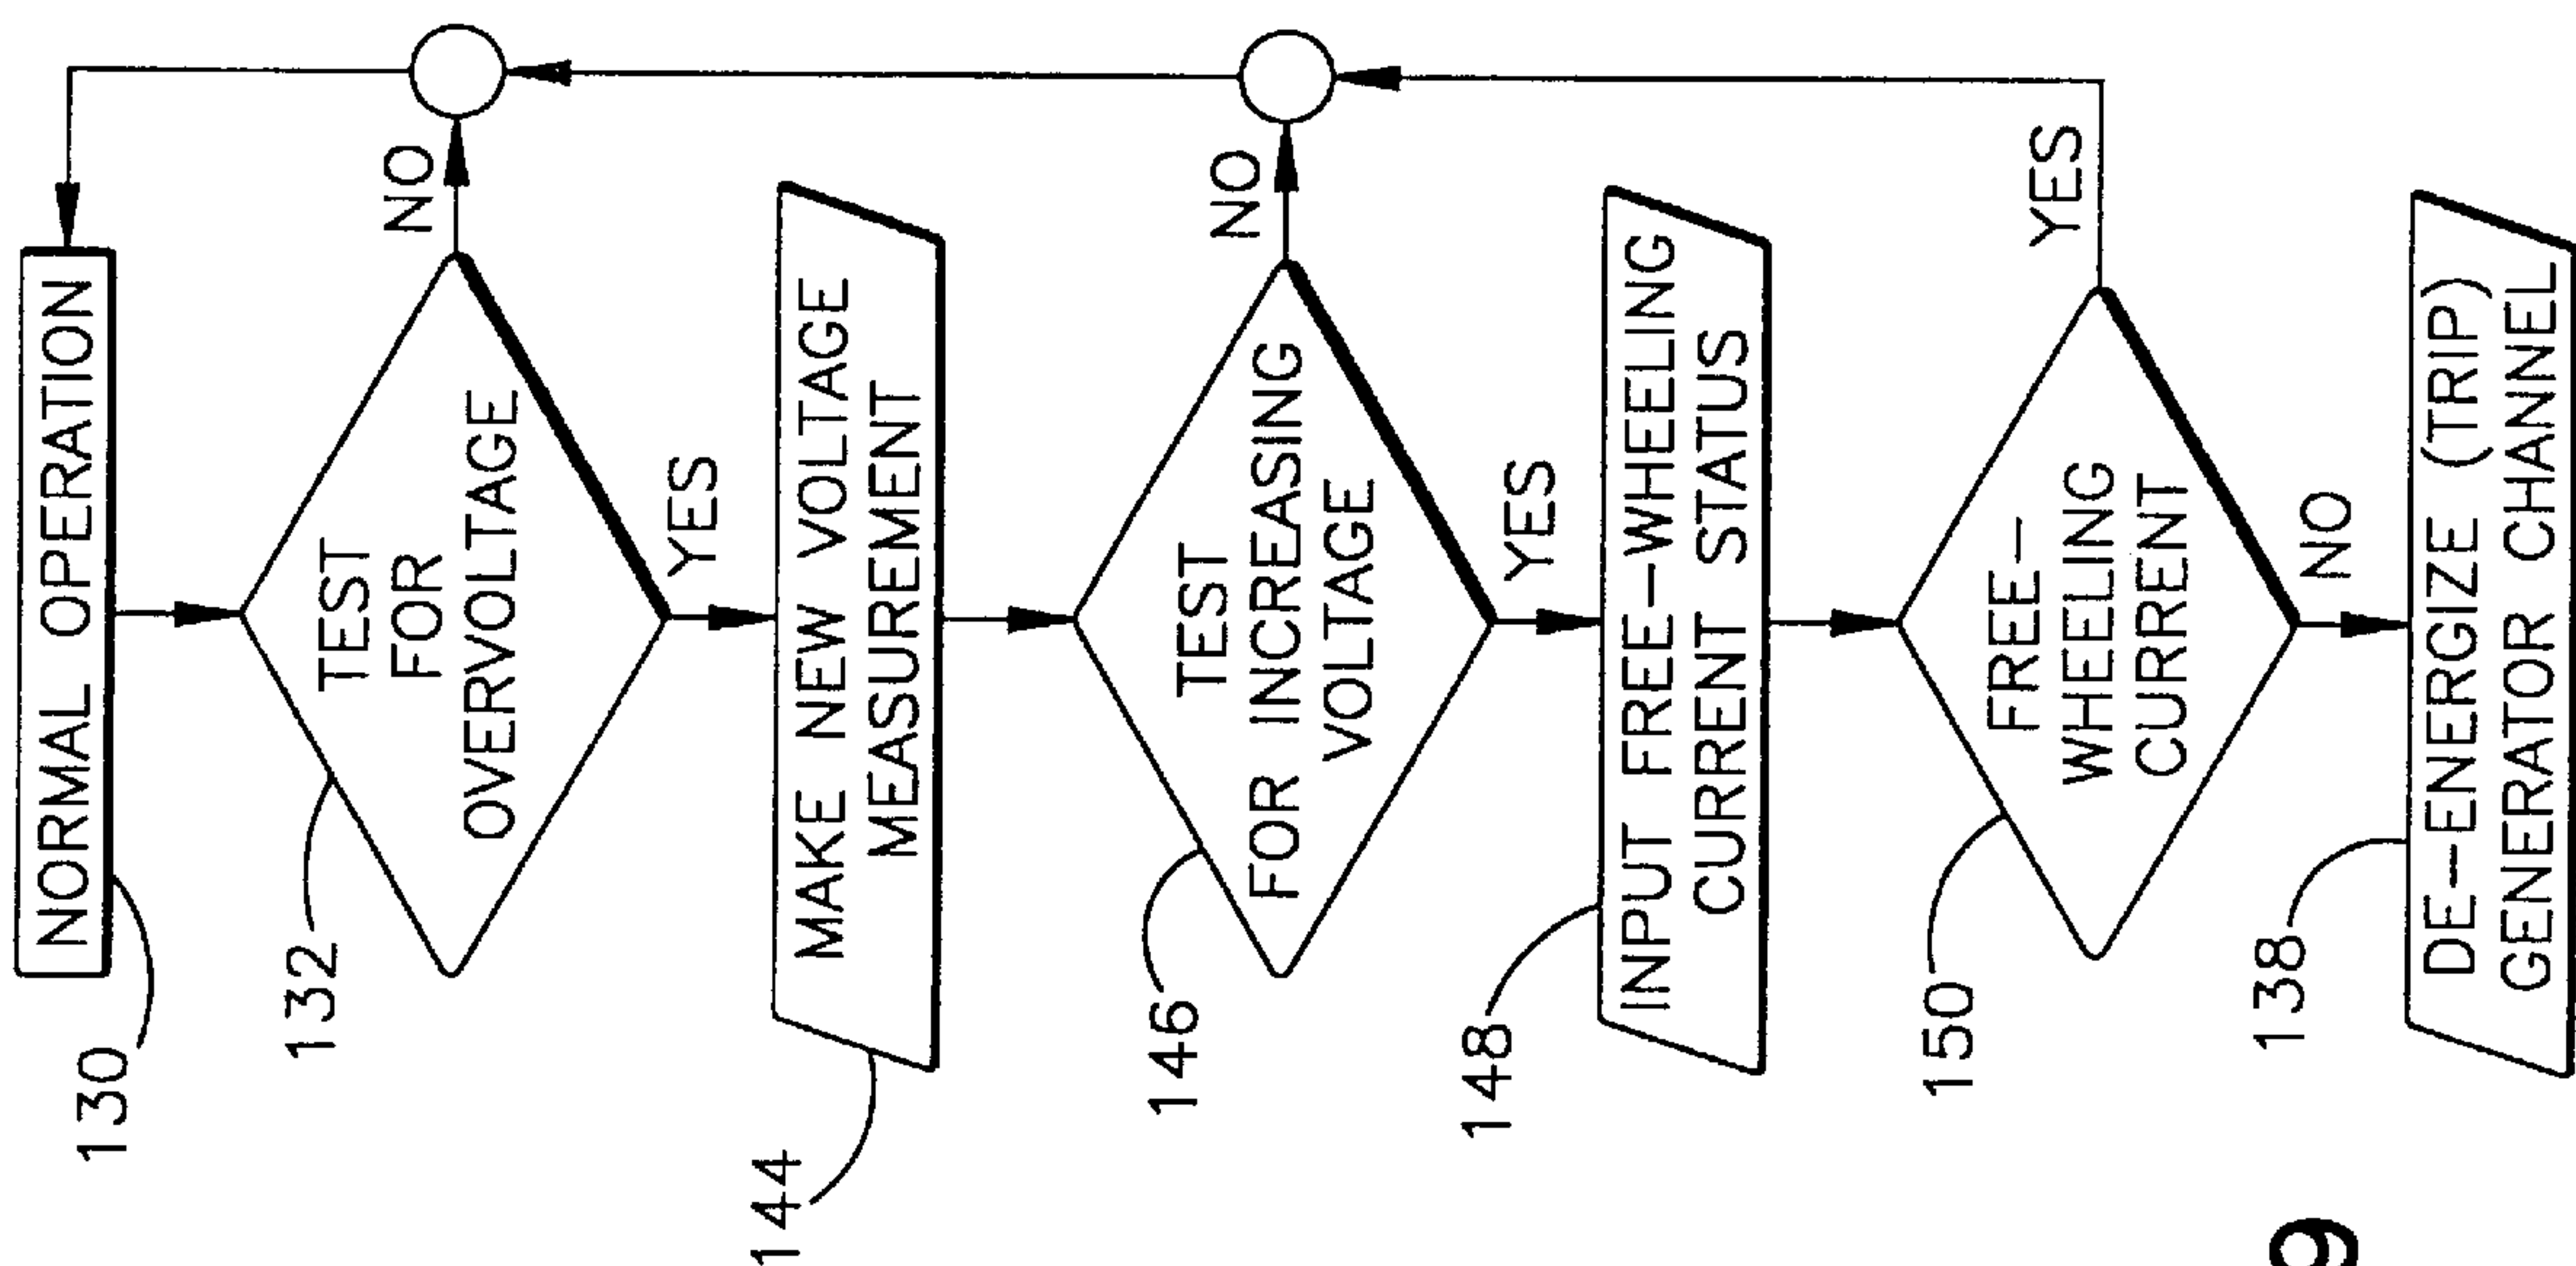 130
NORMAL OPERATION
132
TEST
FOR
OVERVOLTAGE
NO
YES
144
MAKE NEW VOLTAGE
MEASUREMENT
146
TEST
FOR INCREASING
VOLTAGE
NO
YES
148
INPUT FREE-WHEELING
CURRENT STATUS
150
FREE-
WHEELING
CURRENT
YES
NO
138
DE-ENERGIZE (TRIP)
GENERATOR CHANNEL